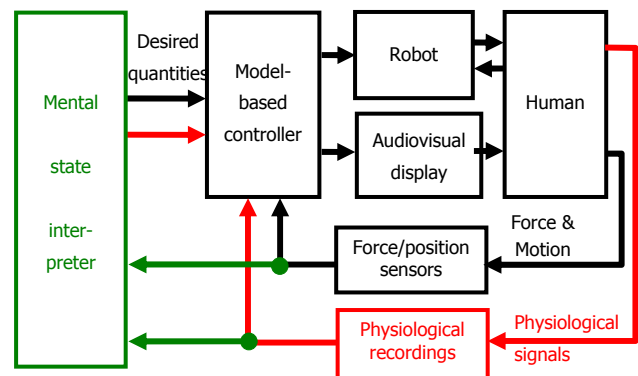 Desired
quantities
Mental
state
inter-
preter
Model-
based
controller
Robot
Audiovisual
display
Human
Force &
Motion
Force/position
sensors
Physiological
recordings
Physiological
signals